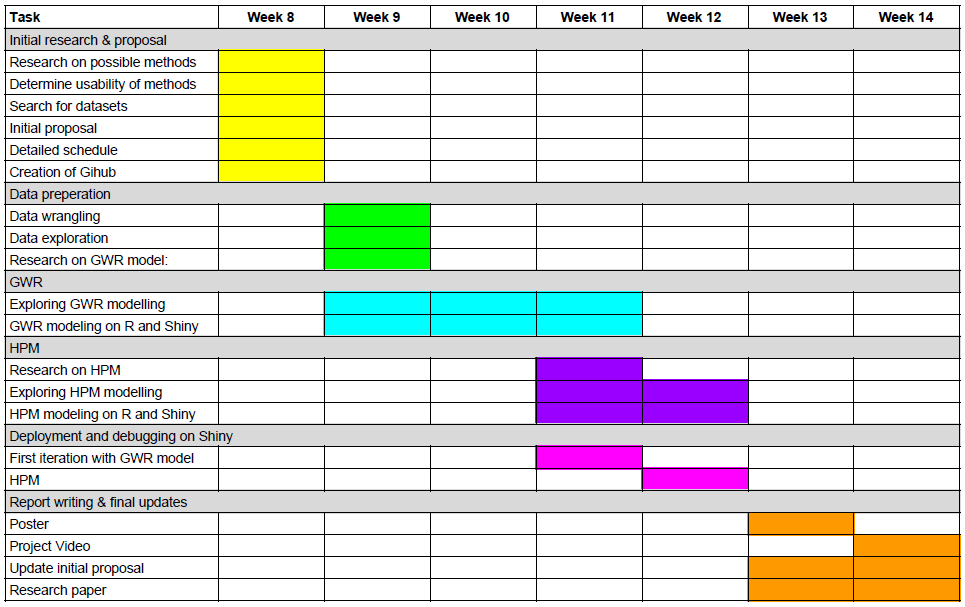 Task Week 8 Week 9 Week 10 Week 11 Week 12 Week 13 Week 14
Initial research & proposal
Research on possible methods
Determine usability of methods
Search for datasets
Initial proposal
Detailed schedule
Creation of Gihub
Data preperation
Data wrangling
Data exploration
Research on GWR model:
GWR
Exploring GWR modelling
GWR modeling on R and Shiny
HPM
Research on HPM
Exploring HPM modelling
HPM modeling on R and Shiny
Deployment and debugging on Shiny
First iteration with GWR model
HPM
Report writing & final updates
Poster
Project Video
Update initial proposal
Research paper